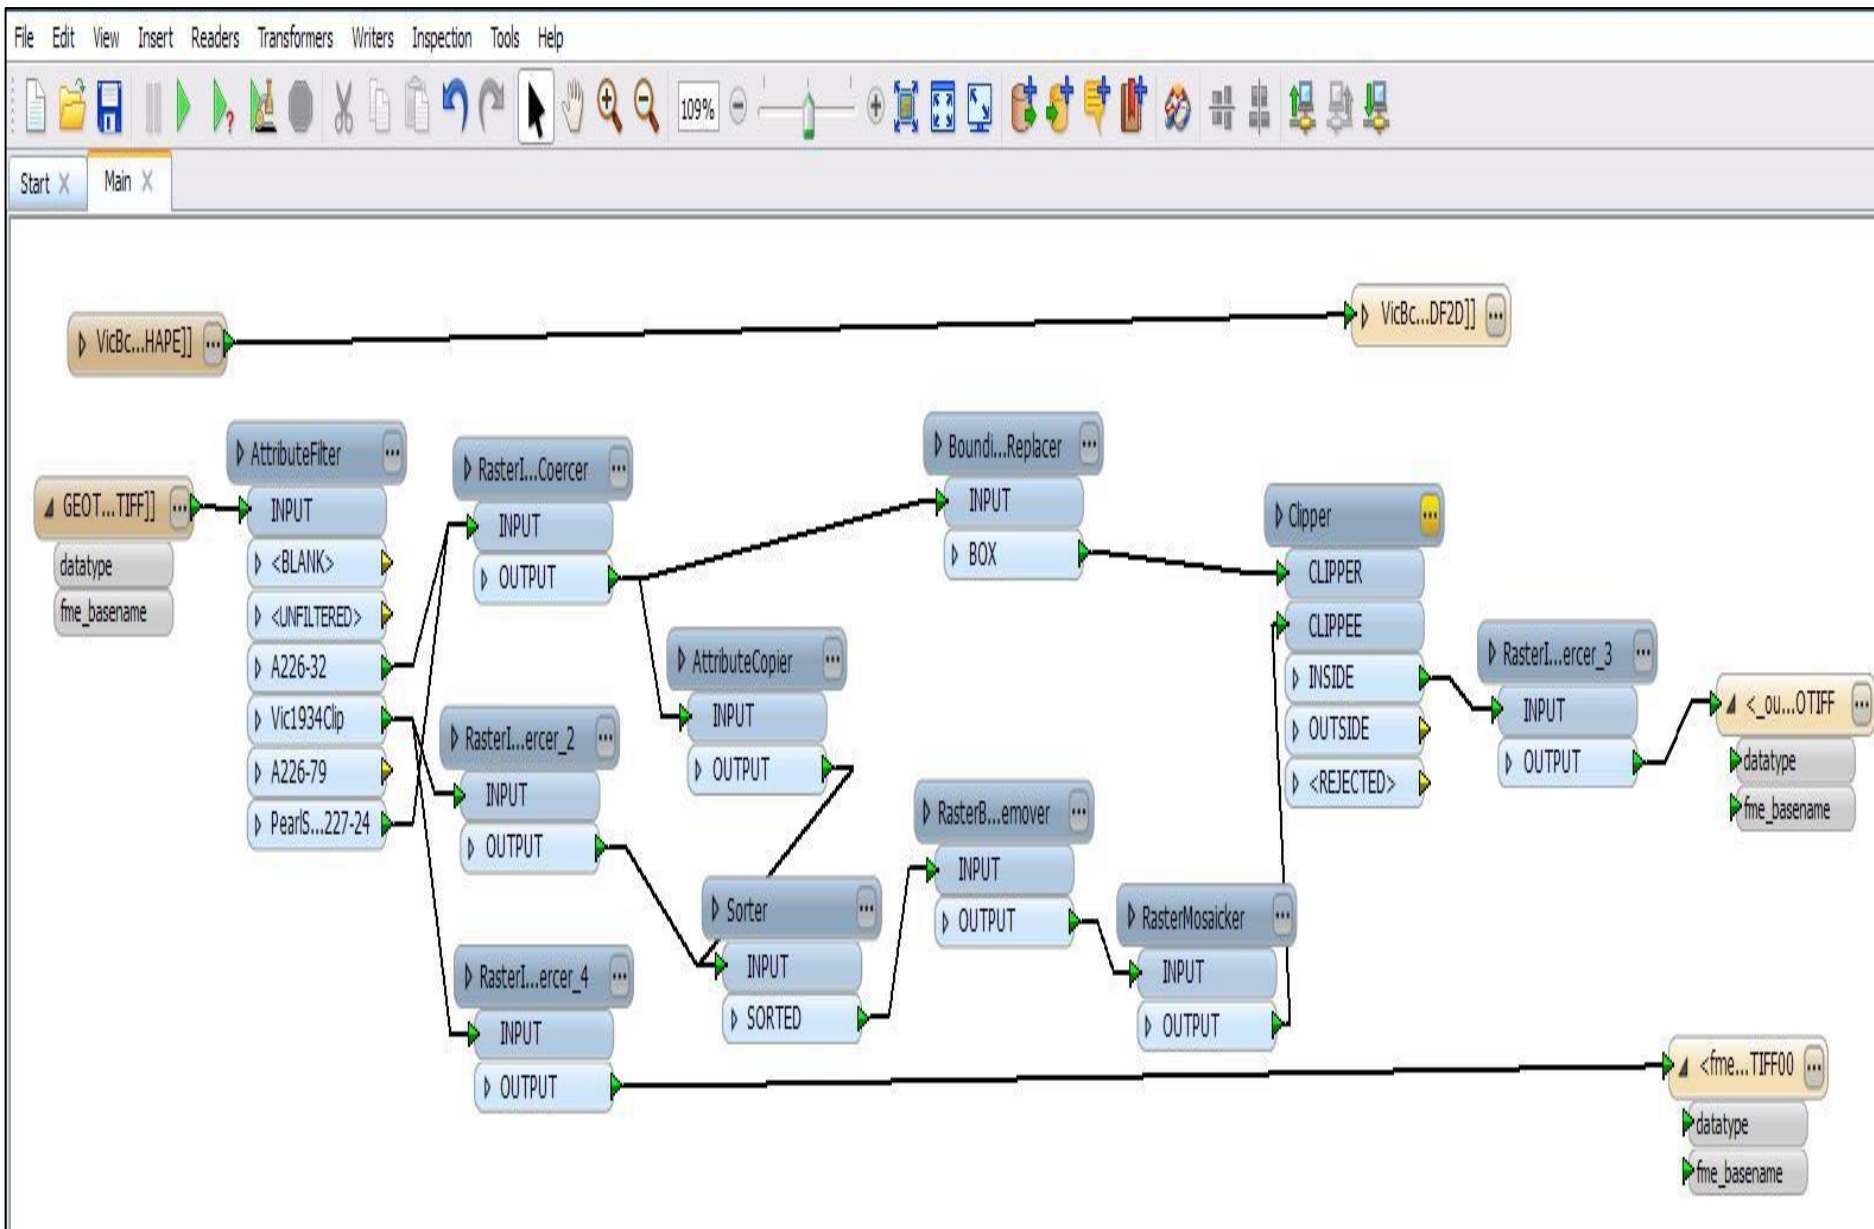 File Edit View Insert Readers Transformers Writers Inspection Tools Help
109%
Start
Main
VicBc...HAPE]]
VicBc...DF2D]]
GEOT...TIFF]]
datatype
fme_basename
AttributeFilter
INPUT
<BLANK>
<UNFILTERED>
A226-32
Vic1934Clip
A226-79
PearlS...227-24
RasterI...Coercer
INPUT
OUTPUT
RasterI...ercer_2
INPUT
OUTPUT
RasterI...ercer_4
INPUT
OUTPUT
AttributeCopier
INPUT
OUTPUT
Sorter
INPUT
SORTED
Boundi...Replacer
INPUT
BOX
RasterB...emover
INPUT
OUTPUT
RasterMosaicker
INPUT
OUTPUT
Clipper
CLIPPER
CLIPPEE
INSIDE
OUTSIDE
<REJECTED>
RasterI...ercer_3
INPUT
OUTPUT
<_ou...OTIFF
datatype
fme_basename
<fme...TIFF00
datatype
fme_basename